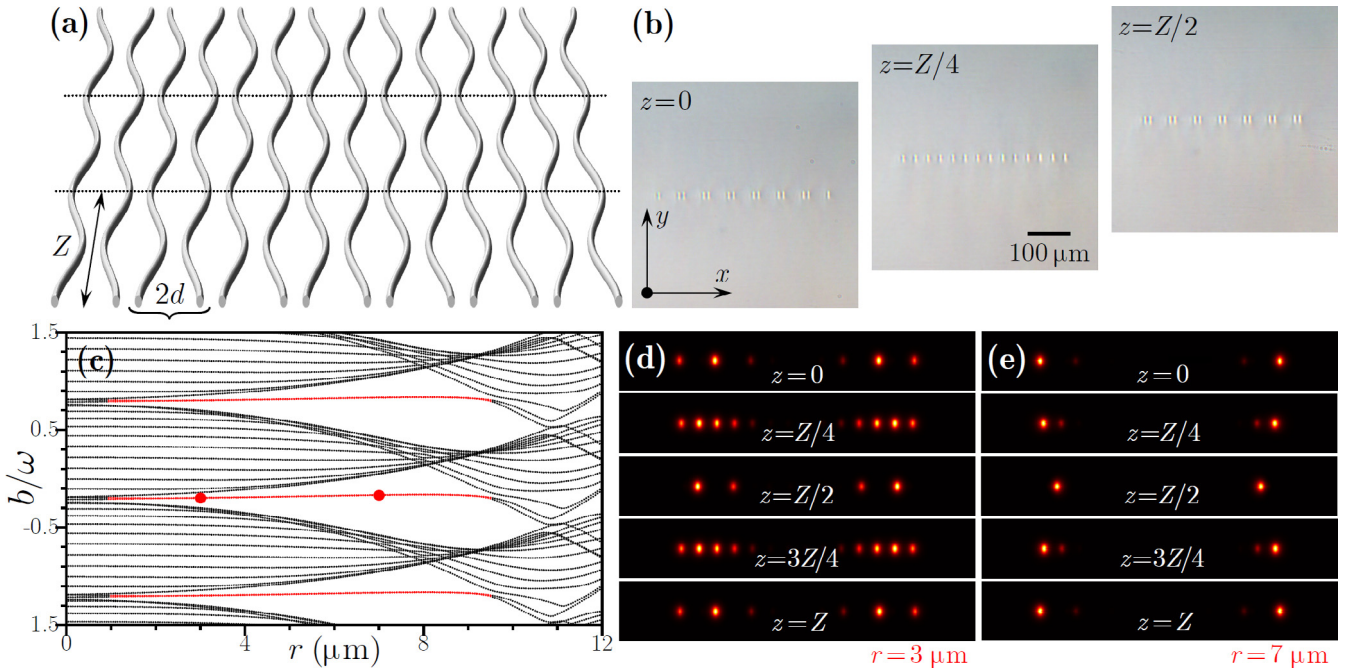 (a)
Z
2d
(b)
z=0
z=Z/4
z=Z/2
y
x
100 μm
(c)
1.5
0.5
-0.5
1.5
b/ω
0
4
8
12
r (μm)
(d)
z=0
z=Z/4
z=Z/2
z=3Z/4
z=Z
r=3 μm
(e)
z=0
z=Z/4
z=Z/2
z=3Z/4
z=Z
r=7 μm